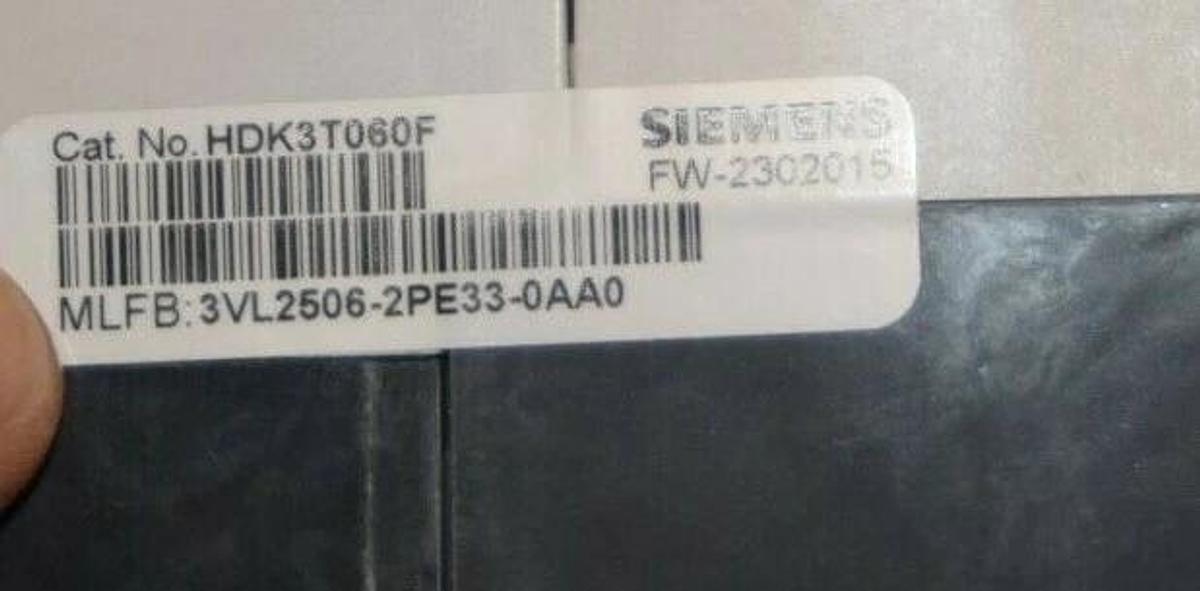 Cat. No. HDK3T060F
SIEMENS
FW-2302015
MLFB: 3VL2506-2PE33-0AA0